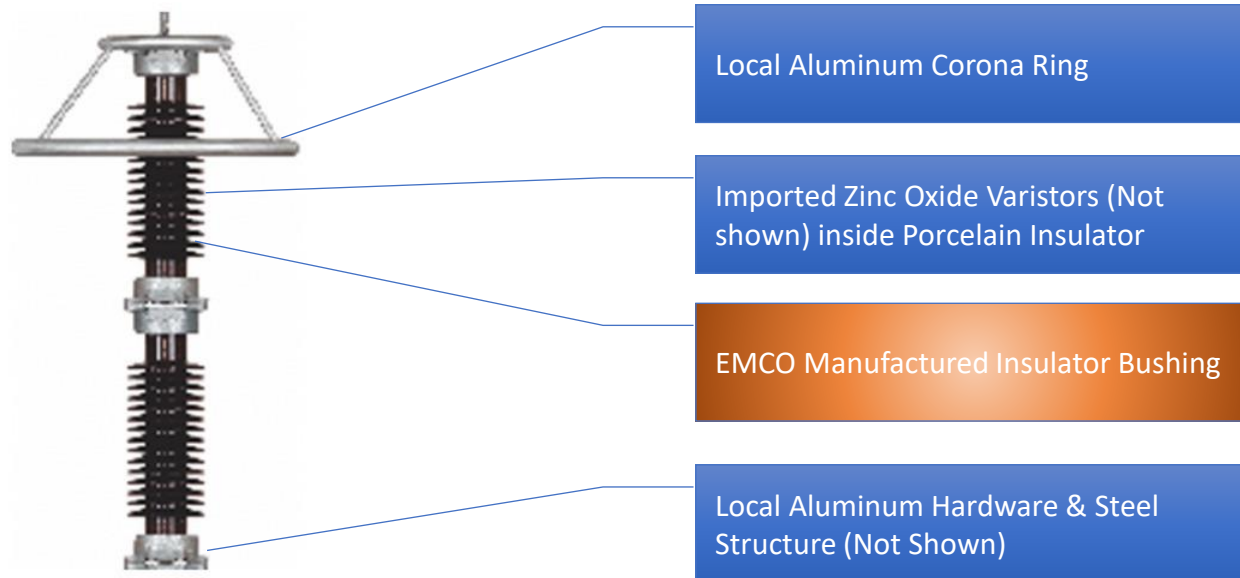 Local Aluminum Corona Ring
Imported Zinc Oxide Varistors (Not
shown) inside Porcelain Insulator
EMCO Manufactured Insulator Bushing
Local Aluminum Hardware & Steel
Structure (Not Shown)